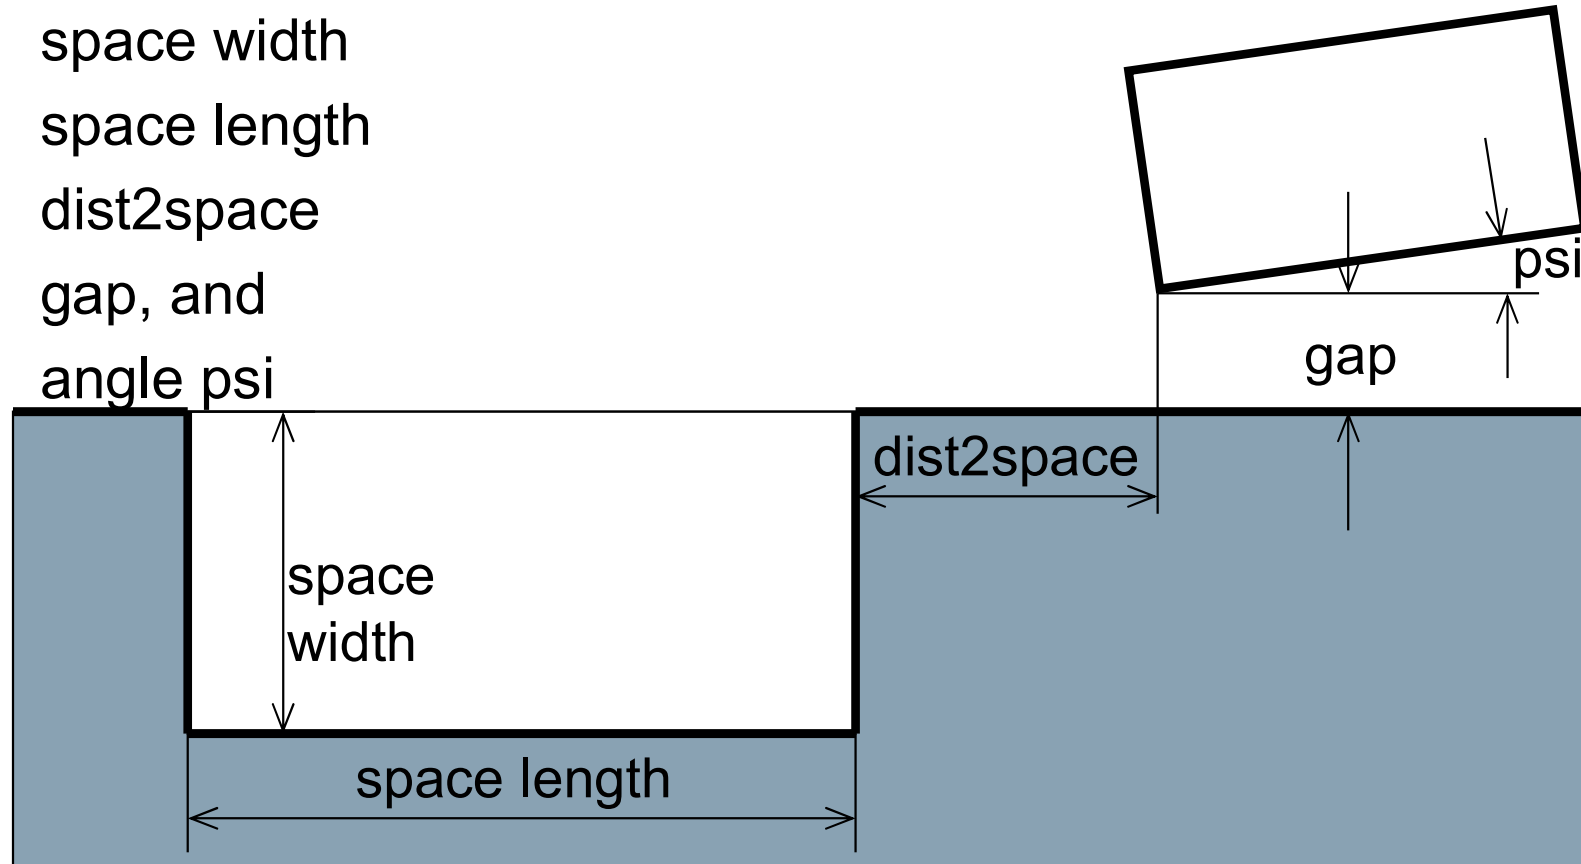 space width
space length
dist2space
gap, and
angle psi
psi
gap
dist2space
space
width
space length